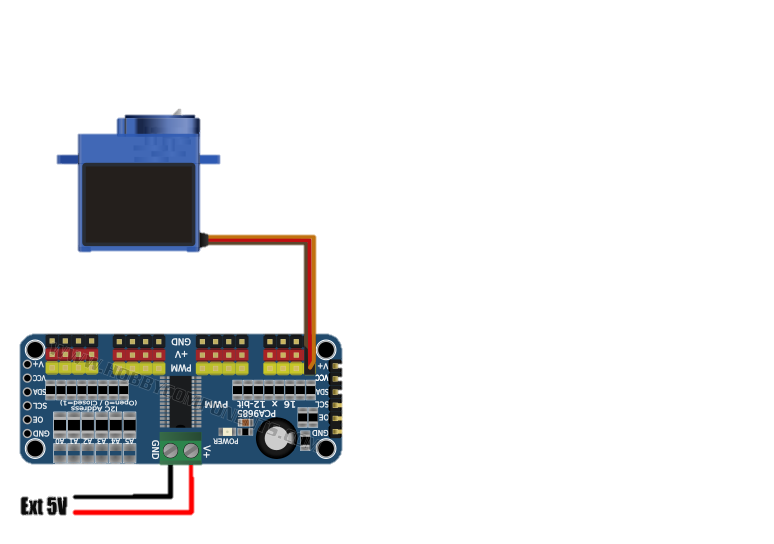 GND
V+
PWM
V+
VCC
SDA
SCL
OE
GND
V+
VCC
SDA
SCL
OE
GND
(Open=0 / Closed=1)
I2C Address
A0 A1 A2 A3 A4 A5
16 x 12-bit PWM
PCA9685
POWER
GND
V+
Ext 5V